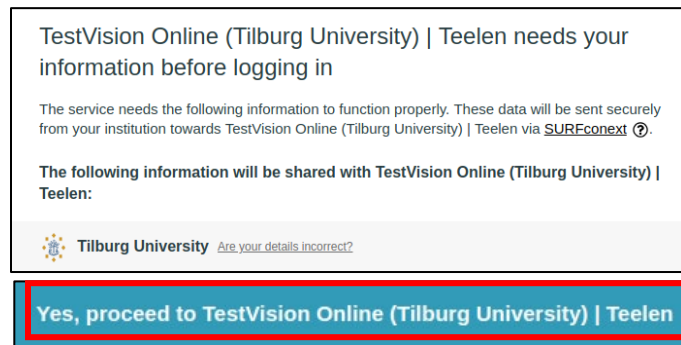 TestVision Online (Tilburg University) | Teelen needs your
information before logging in
The service needs the following information to function properly. These data will be sent securely
from your institution towards TestVision Online (Tilburg University) | Teelen via SURFconext ?.
The following information will be shared with TestVision Online (Tilburg University) |
Teelen:
Tilburg University Are your details incorrect?
Yes, proceed to TestVision Online (Tilburg University) | Teelen